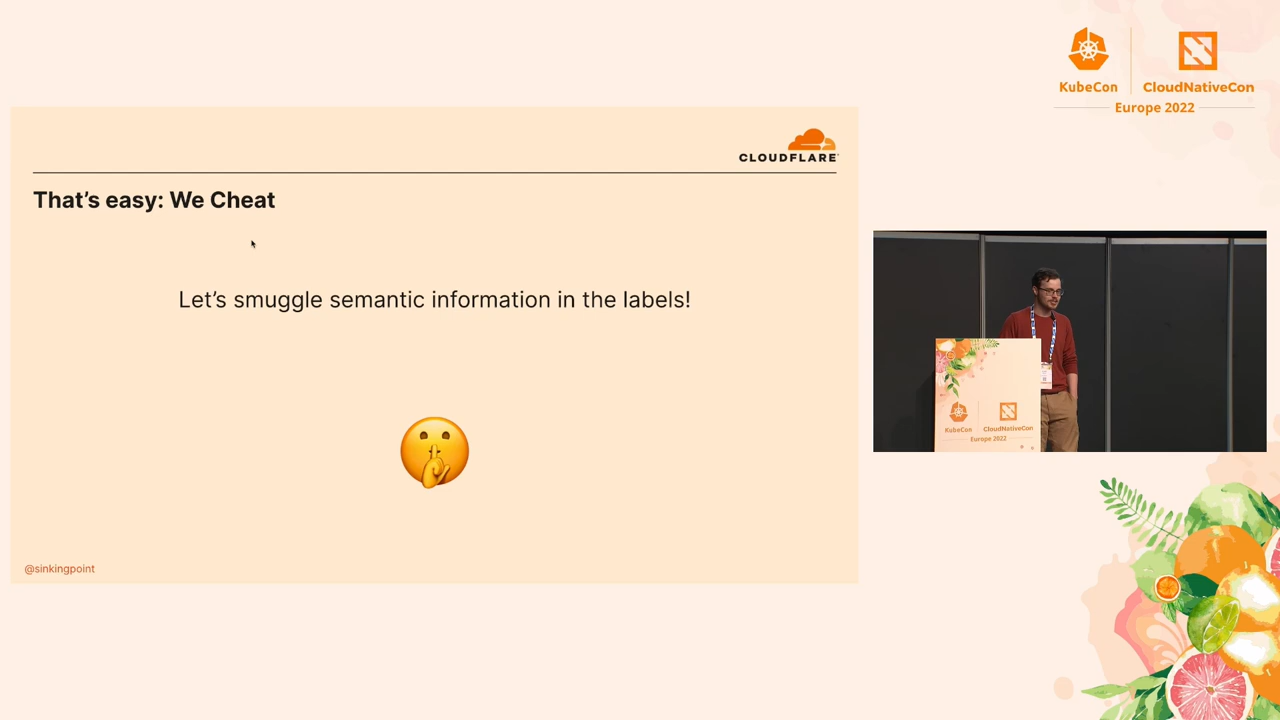 KubeCon
CloudNativeCon
Europe 2022
CLOUDFLARE
That's easy: We Cheat
Let's smuggle semantic information in the labels!
@sinkingpoint
KubeCon
CloudNativeCon
Europe 2022